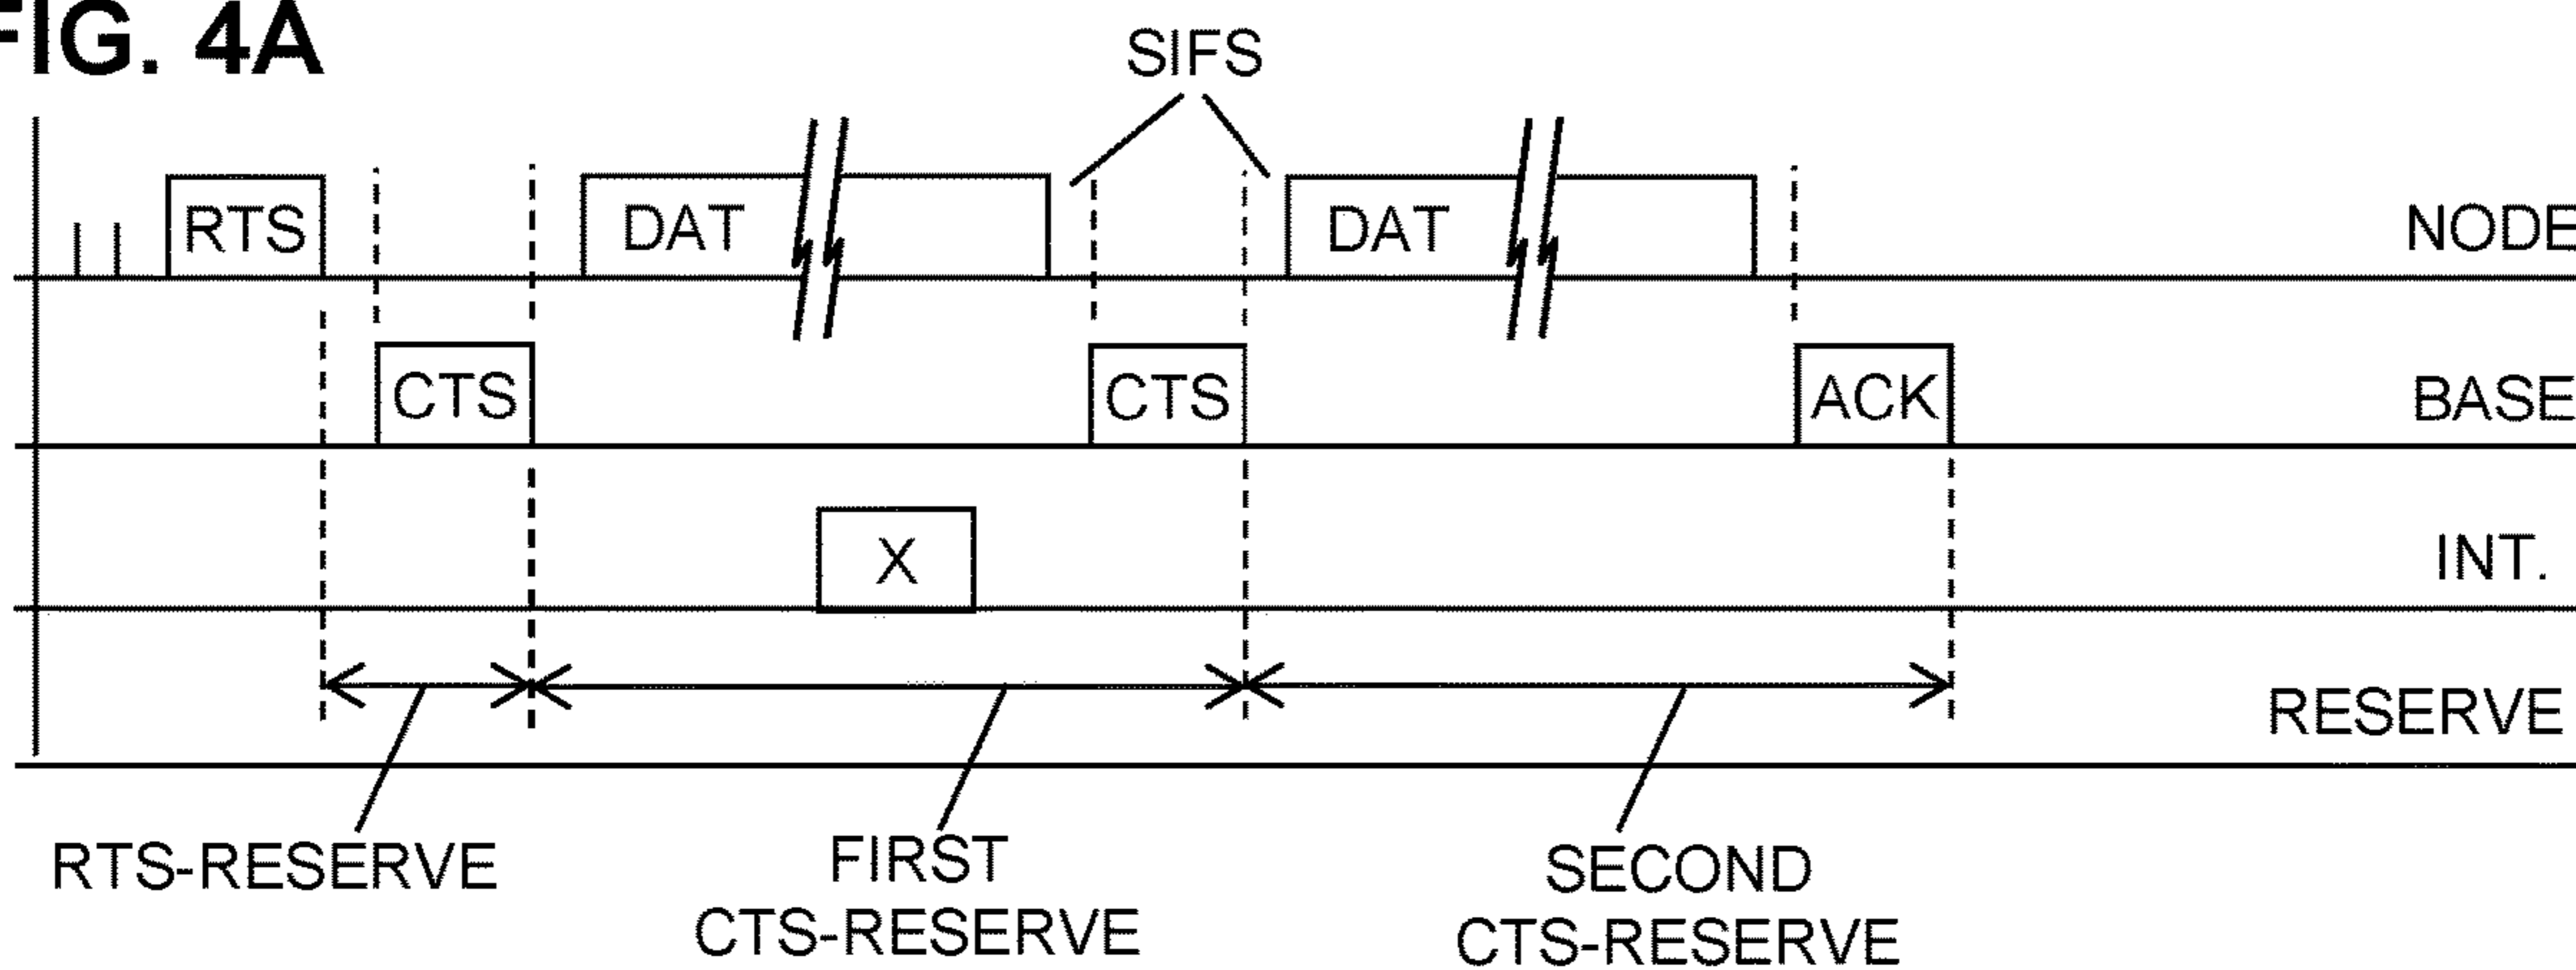 FIG. 4A
SIFS
RTS
DAT
DAT
NODE
CTS
CTS
ACK
BASE
X
INT.
RESERVE
RTS-RESERVE
FIRST
CTS-RESERVE
SECOND
CTS-RESERVE